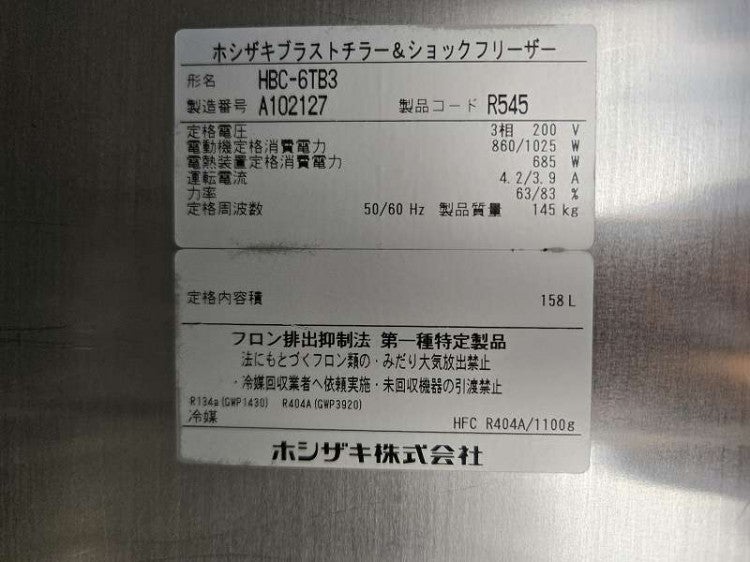 ホシザキブラストチラー&ショックフリーザー
形名 HBC-6TB3
製造番号 A102127 製品コード R545
定格電圧 3相 200 V
電動機定格消費電力 860/1025 W
電熱装置定格消費電力 685 W
運転電流 4.2/3.9 A
力率 63/83 %
定格周波数 50/60 Hz 製品質量 145 kg
定格内容積 158 L
フロン排出抑制法 第一種特定製品
法にもとづくフロン類の・みだり大気放出禁止
・冷媒回収業者へ依頼実施・未回収機器の引渡禁止
R134a(GWP1430) R404A(GWP3920)
冷媒 HFC R404A/1100g
ホシザキ株式会社